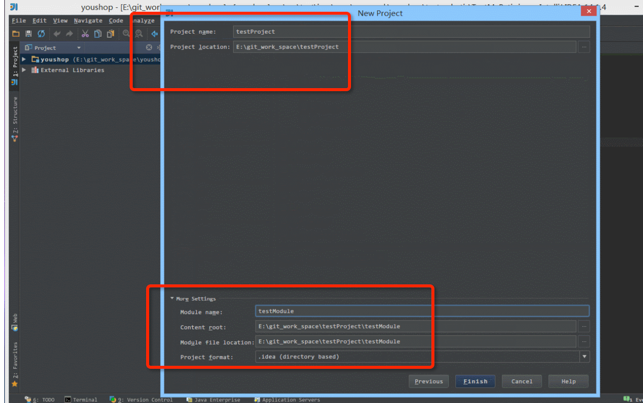 youshop - [E:\git_wor
New Project
File Edit View Navigate Code Analyze
Project
youshop (E:\git_work_space\yousho
External Libraries
1: Project
Z: Structure
Web
2: Favorites
Project name: testProject
Project location: E:\git_work_space\testProject
More Settings
Module name: testModule
Content root: E:\git_work_space\testProject\testModule
Module file location: E:\git_work_space\testProject\testModule
Project format: .idea (directory based)
Previous Finish Cancel Help
6: TODO Terminal 9: Version Control Java Enterprise Application Servers